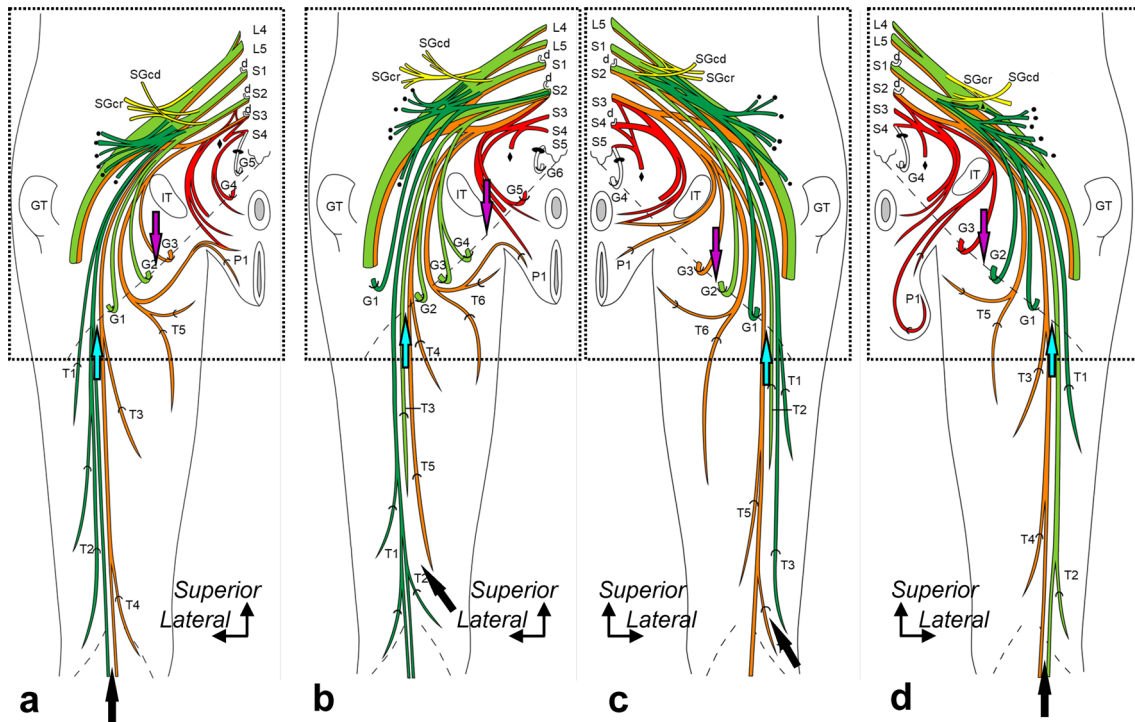 L4
L5
S1
d
S2
d
S3
S4
SGcd
SGcr
G5
G4
IT
GT
G3
G2
P1
G1
T5
T1
T3
T2
T4
Superior
Lateral
a
L4
L5
d
S1
d
S2
S3
S4
S5
SGcd
SGcr
G6
G5
IT
GT
G4
G3
G1
G2
P1
T6
T4
T3
T5
T1
T2
Superior
Lateral
b
L4
L5
S1
d
S2
S3
d
S4
S5
SGcd
SGcr
G4
IT
GT
P1
G3
G2
G1
T6
T1
T2
T5
T3
Superior
Lateral
c
L4
L5
S1
d
S2
S3
d
S4
SGcr
SGcd
G4
IT
GT
G3
G2
P1
G1
T5
T3
T1
T4
T2
Superior
Lateral
d